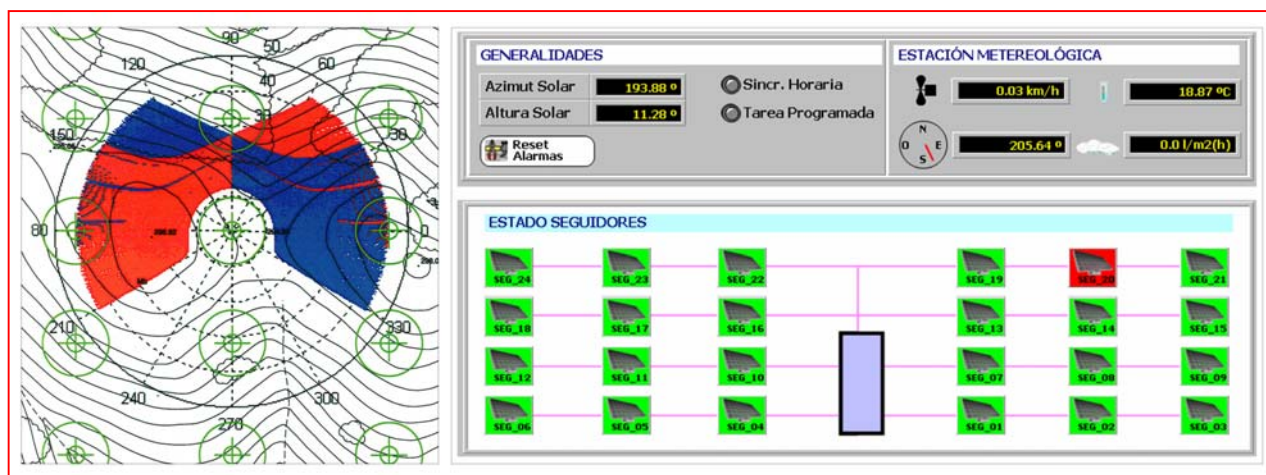 90
50
120
60
40
30
150
30
80
0
210
330
240
300
270
GENERALIDADES
Azimut Solar 193.88 º
Altura Solar 11.28 º
Sincr. Horaria
Tarea Programada
Reset
Alarmas
ESTACIÓN METEREOLÓGICA
0.03 km/h
18.87 ºC
N
O E
S
205.64 º
0.0 l/m2(h)
ESTADO SEGUIDORES
SEG_24 SEG_23 SEG_22 SEG_19 SEG_20 SEG_21
SEG_18 SEG_17 SEG_16 SEG_13 SEG_14 SEG_15
SEG_12 SEG_11 SEG_10 SEG_07 SEG_08 SEG_09
SEG_06 SEG_05 SEG_04 SEG_01 SEG_02 SEG_03